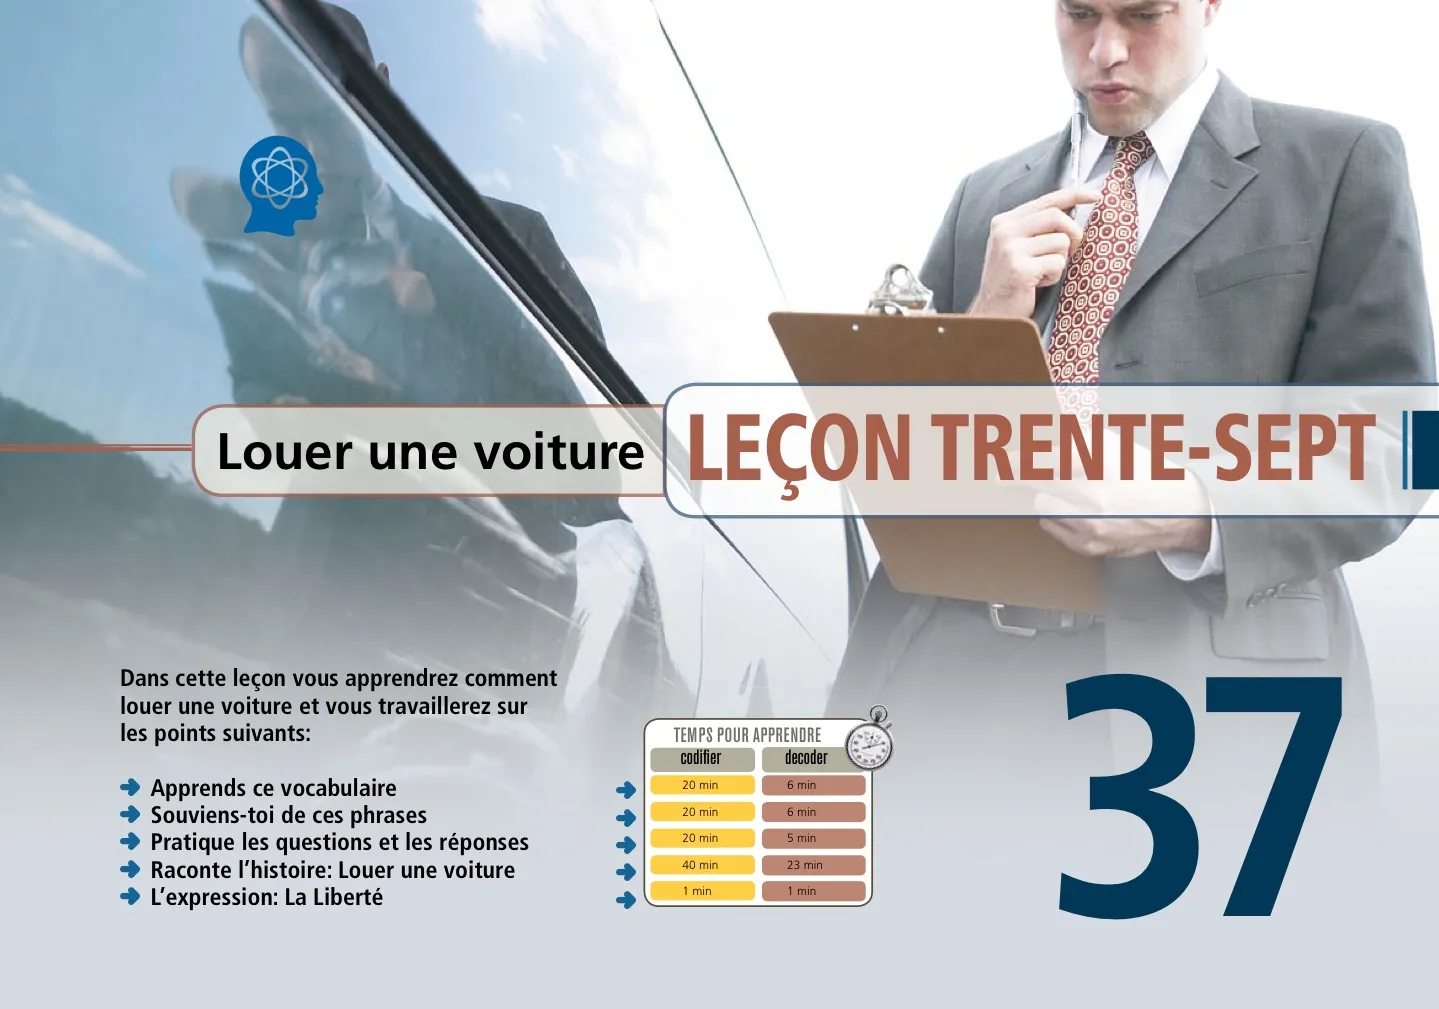 Louer une voiture
LEÇON TRENTE-SEPT
Dans cette leçon vous apprendrez comment
louer une voiture et vous travaillerez sur
les points suivants:
Apprends ce vocabulaire
Souviens-toi de ces phrases
Pratique les questions et les réponses
Raconte l’histoire: Louer une voiture
L’expression: La Liberté
TEMPS POUR APPRENDRE
codifier decoder
20 min 6 min
20 min 6 min
20 min 5 min
40 min 23 min
1 min 1 min
37